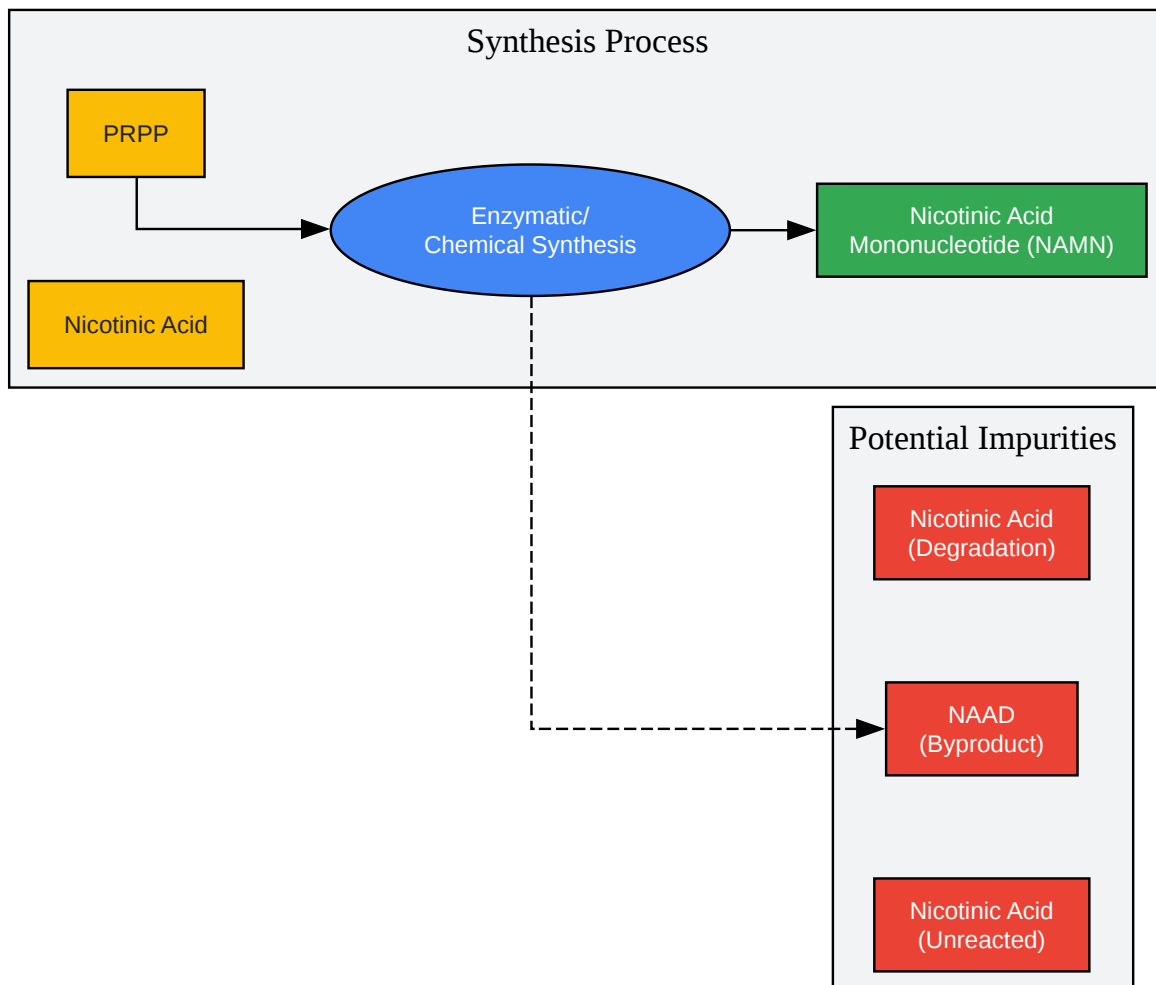 Synthesis Process
PRPP
Enzymatic/
Chemical Synthesis
Nicotinic Acid
Mononucleotide (NAMN)
Nicotinic Acid
Potential Impurities
Nicotinic Acid
(Degradation)
NAAD
(Byproduct)
Nicotinic Acid
(Unreacted)